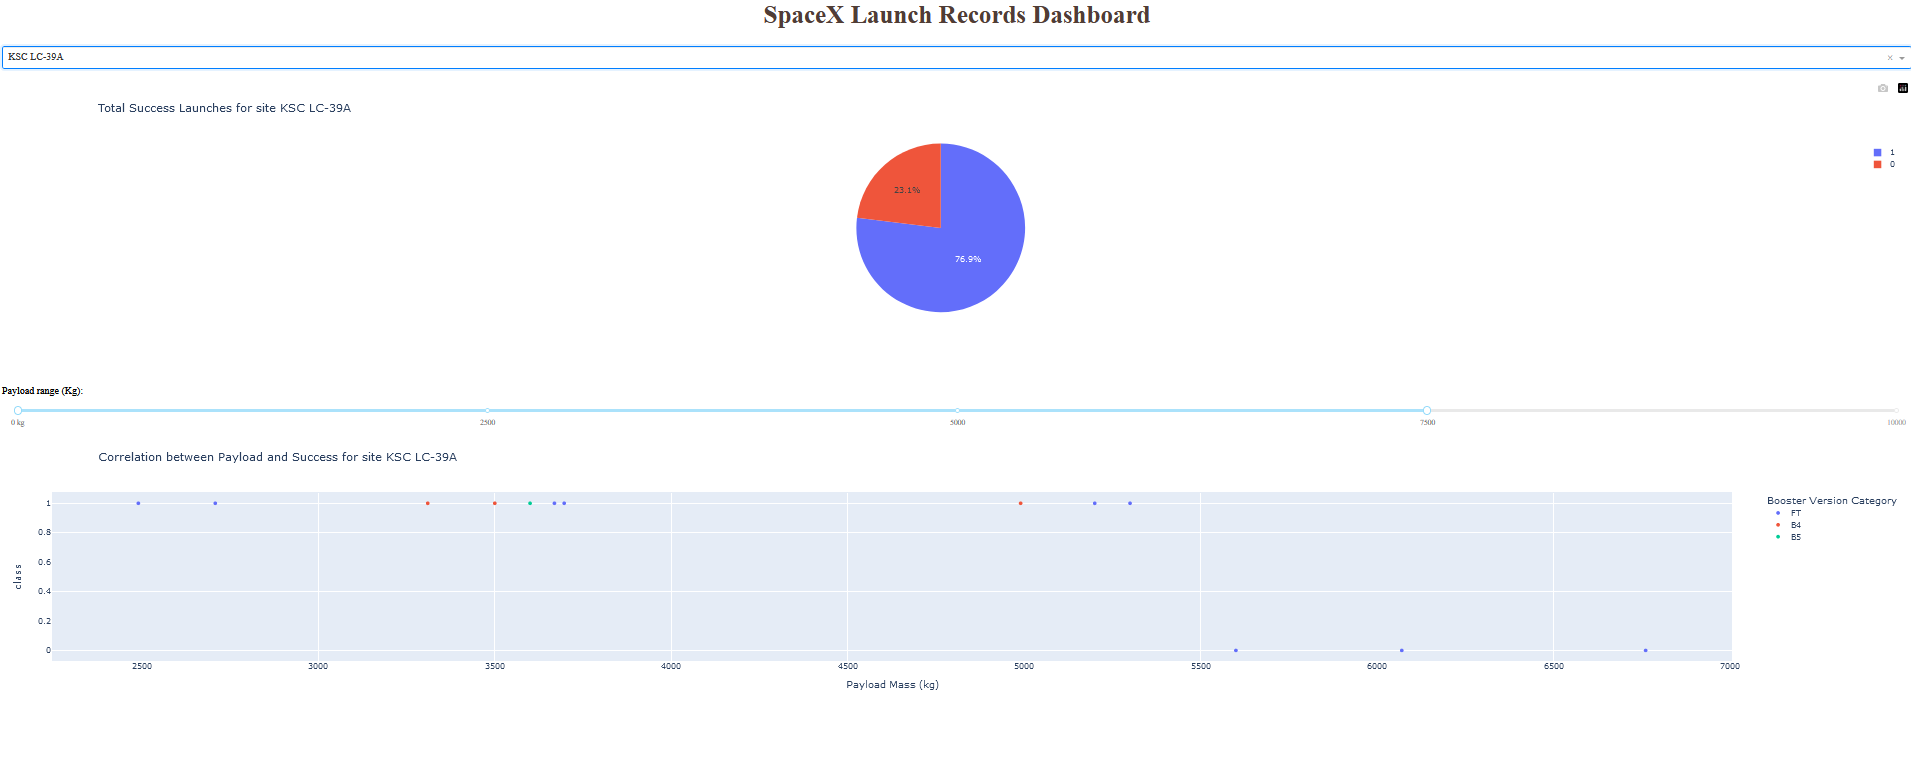 SpaceX Launch Records Dashboard
KSC LC-39A
Total Success Launches for site KSC LC-39A
1
0
23.1%
76.9%
Payload range (Kg):
0 kg 2500 5000 7500 10000
Correlation between Payload and Success for site KSC LC-39A
Booster Version Category
FT
B4
B5
1
0.8
0.6
0.4
0.2
0
class
2500 3000 3500 4000 4500 5000 5500 6000 6500 7000
Payload Mass (kg)